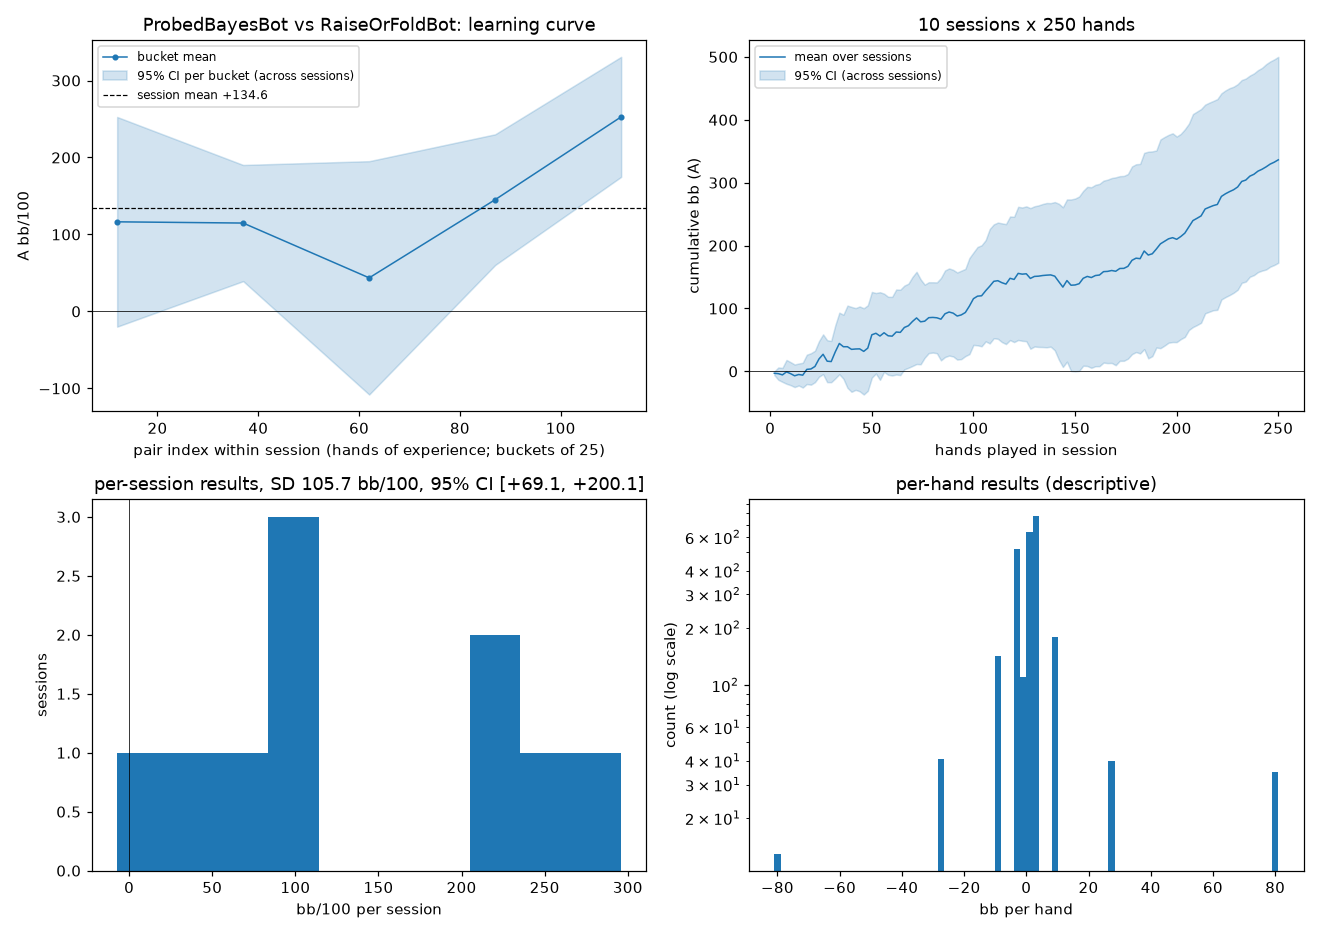 ProbedBayesBot vs RaiseOrFoldBot: learning curve
bucket mean
95% CI per bucket (across sessions)
session mean +134.6
300
200
100
0
−100
A bb/100
20
40
60
80
100
pair index within session (hands of experience; buckets of 25)
10 sessions x 250 hands
mean over sessions
95% CI (across sessions)
500
400
300
200
100
0
cumulative bb (A)
0
50
100
150
200
250
hands played in session
per-session results, SD 105.7 bb/100, 95% CI [+69.1, +200.1]
3.0
2.5
2.0
1.5
1.0
0.5
0.0
sessions
0
50
100
150
200
250
300
bb/100 per session
per-hand results (descriptive)
6 × 10²
4 × 10²
3 × 10²
2 × 10²
10²
6 × 10¹
4 × 10¹
3 × 10¹
2 × 10¹
count (log scale)
−80
−60
−40
−20
0
20
40
60
80
bb per hand